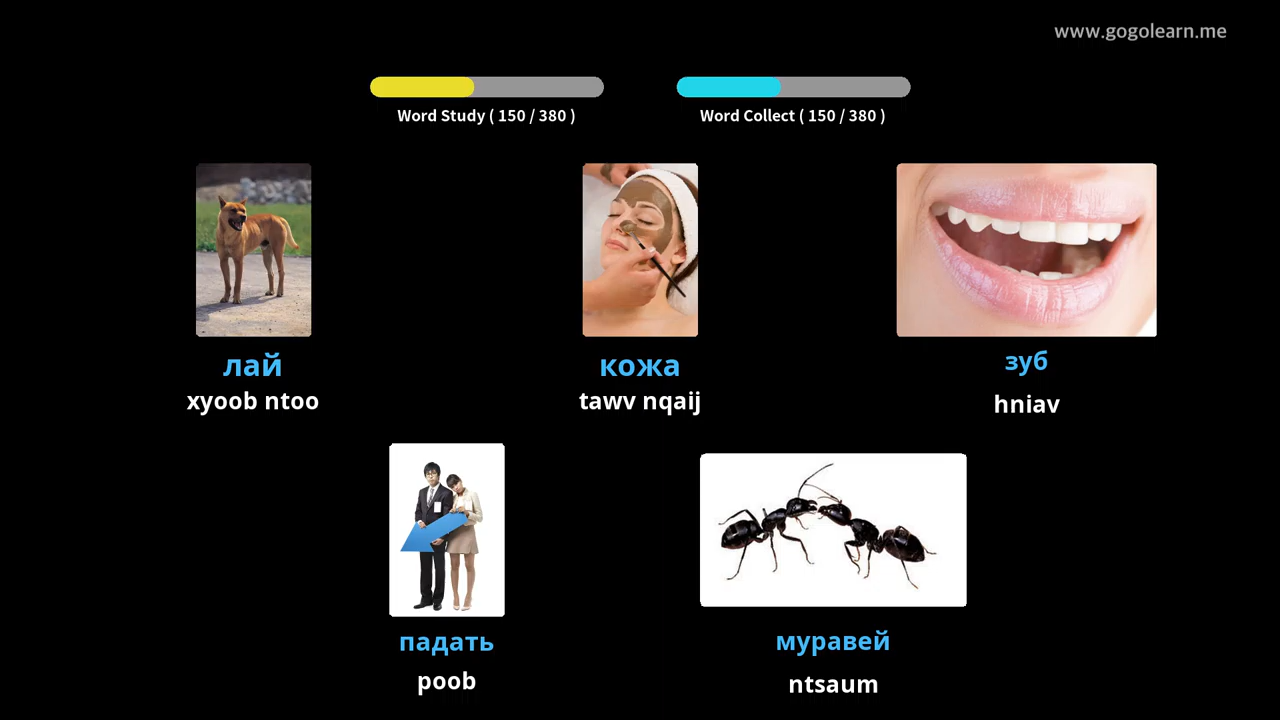 www.gogolearn.me
Word Study ( 150 / 380 )
Word Collect ( 150 / 380 )
лай
xyoob ntoo
кожа
tawv nqaij
зуб
hniav
падать
poob
муравей
ntsaum